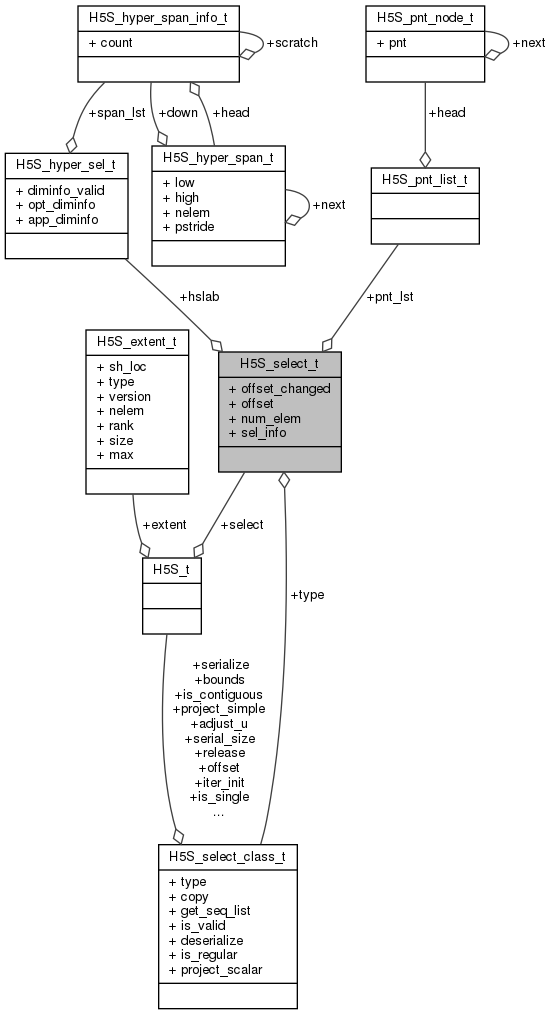 H5S_hyper_span_info_t
+ count
+scratch
H5S_pnt_node_t
+ pnt
+next
+span_lst
+down
+head
+head
H5S_hyper_sel_t
+ diminfo_valid
+ opt_diminfo
+ app_diminfo
H5S_hyper_span_t
+ low
+ high
+ nelem
+ pstride
+next
H5S_pnt_list_t
+hslab
+pnt_lst
H5S_extent_t
+ sh_loc
+ type
+ version
+ nelem
+ rank
+ size
+ max
H5S_select_t
+ offset_changed
+ offset
+ num_elem
+ sel_info
+extent
+select
H5S_t
+type
+serialize
+bounds
+is_contiguous
+project_simple
+adjust_u
+serial_size
+release
+offset
+iter_init
+is_single
...
H5S_select_class_t
+ type
+ copy
+ get_seq_list
+ is_valid
+ deserialize
+ is_regular
+ project_scalar